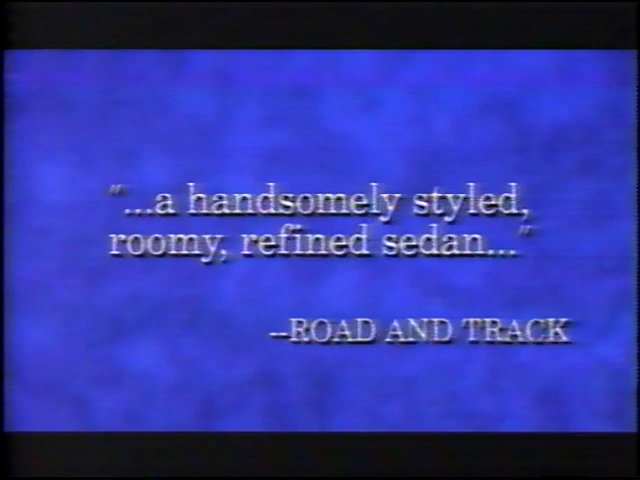 "...a handsomely styled,
roomy, refined sedan..."
--ROAD AND TRACK